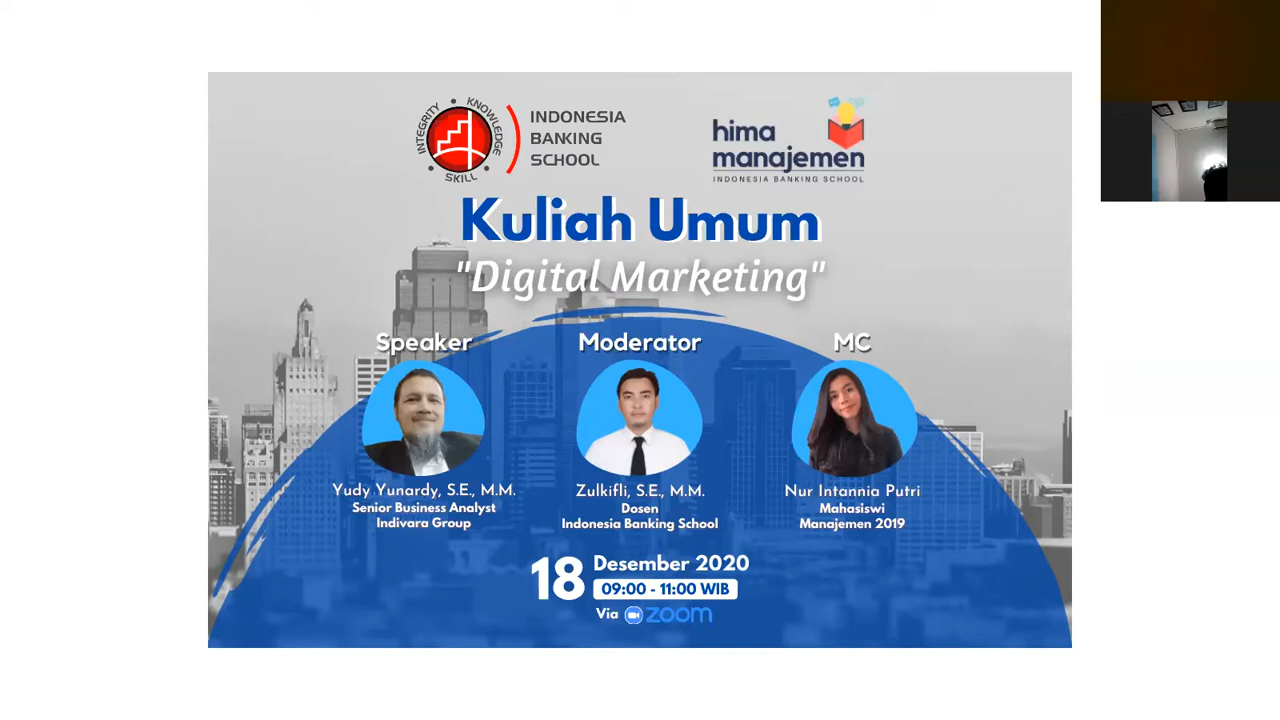 INTEGRITY KNOWLEDGE SKILL
INDONESIA
BANKING
SCHOOL
hima
manajemen
INDONESIA BANKING SCHOOL
Kuliah Umum
"Digital Marketing"
Speaker
Yudy Yunardy, S.E., M.M.
Senior Business Analyst
Indivara Group
Moderator
Zulkifli, S.E., M.M.
Dosen
Indonesia Banking School
MC
Nur Intannia Putri
Mahasiswi
Manajemen 2019
18 Desember 2020
09:00 - 11:00 WIB
Via zoom